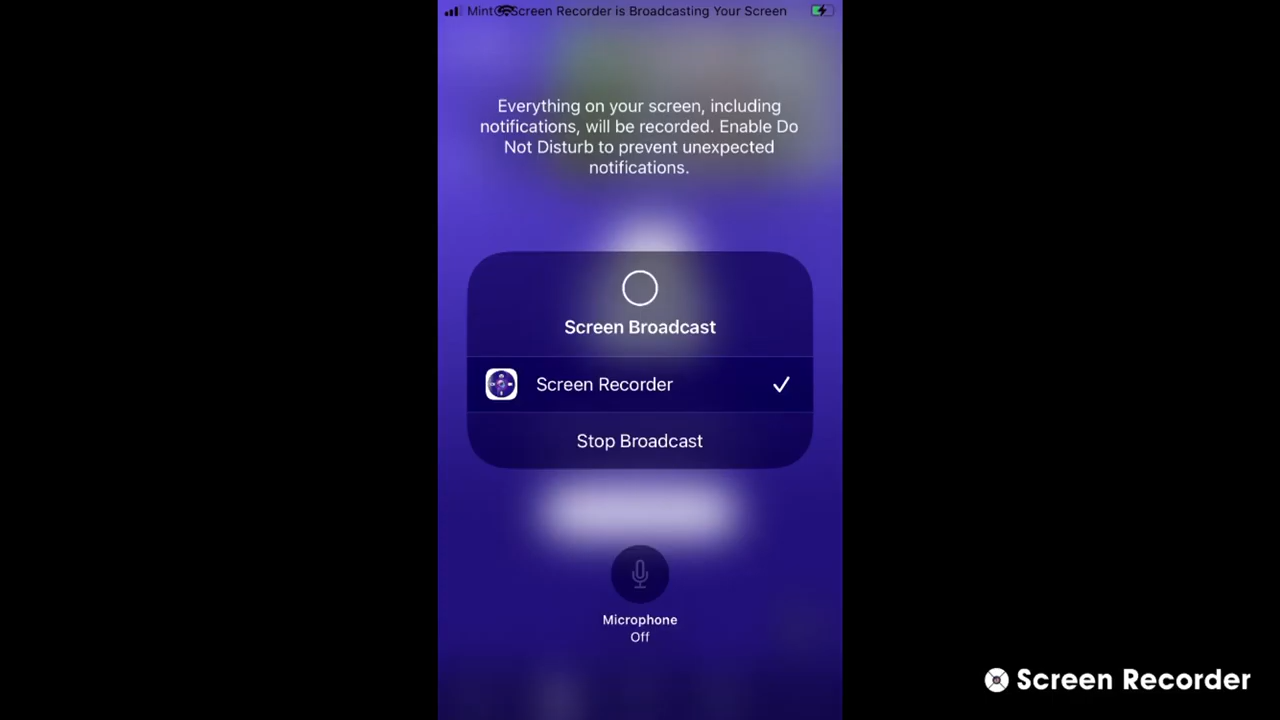 Mint Screen Recorder is Broadcasting Your Screen
Everything on your screen, including
notifications, will be recorded. Enable Do
Not Disturb to prevent unexpected
notifications.
Screen Broadcast
Screen Recorder
Stop Broadcast
Microphone
Off
Screen Recorder